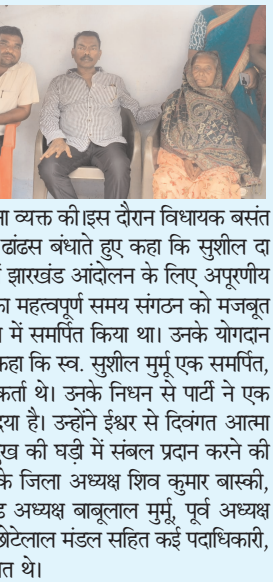 ना व्यक्त की।इस दौरान विधायक बसंत
ढांढस बंधाते हुए कहा कि सुशील दा
झारखंड आंदोलन के लिए अपूरणीय
का महत्वपूर्ण समय संगठन को मजबूत
में समर्पित किया था। उनके योगदान
कहा कि स्व. सुशील मुर्मू एक समर्पित,
कर्ता थे। उनके निधन से पार्टी ने एक
दिया है। उन्होंने ईश्वर से दिवंगत आत्मा
दुख की घड़ी में संबल प्रदान करने की
के जिला अध्यक्ष शिव कुमार बास्की,
अध्यक्ष बाबूलाल मुर्मू, पूर्व अध्यक्ष
छोटेलाल मंडल सहित कई पदाधिकारी,
थे।